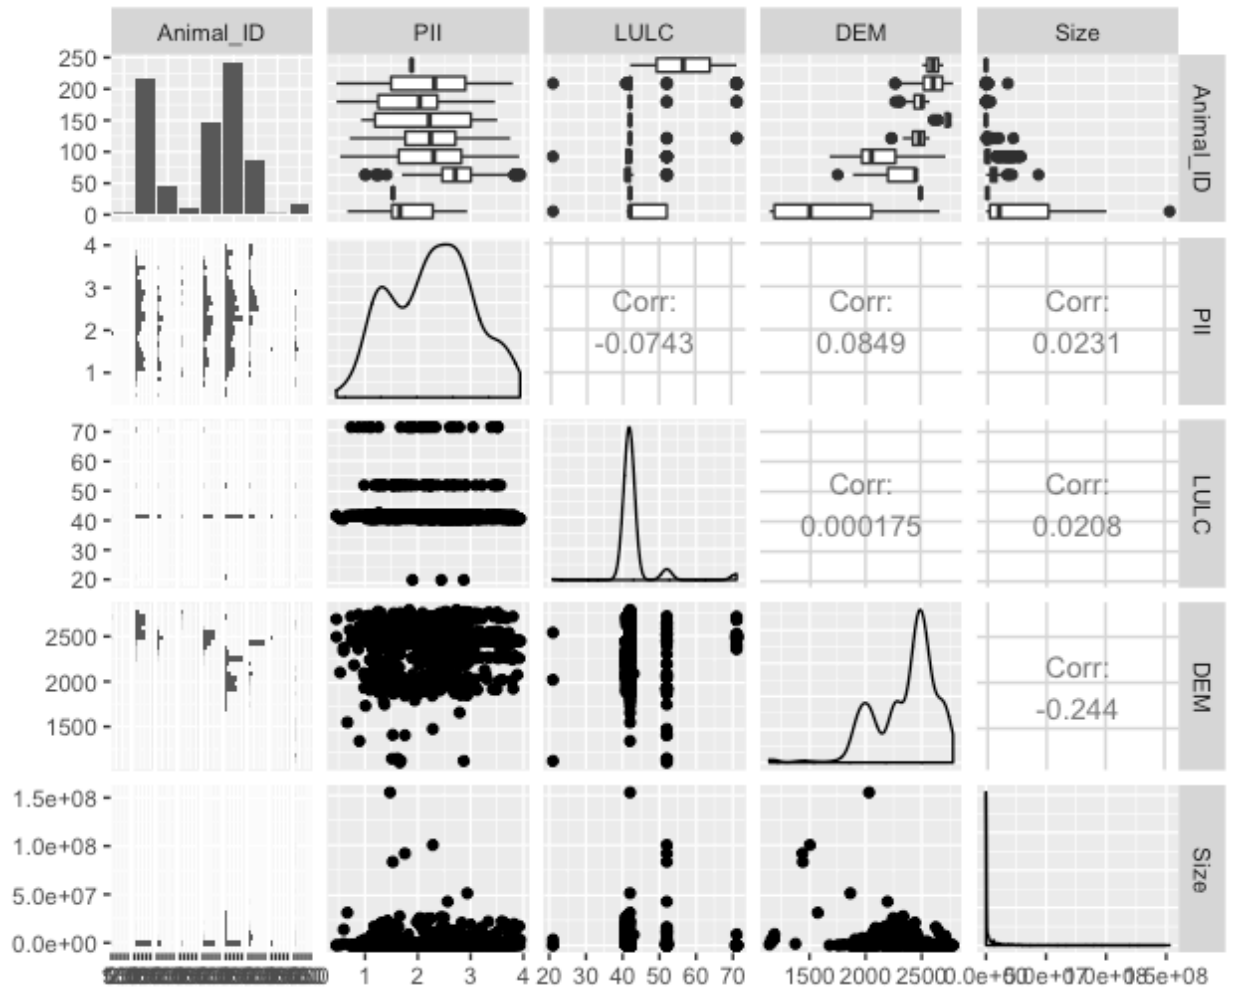 Animal_ID PII LULC DEM Size
250
200
150
100
50
0
Animal_ID
4
3
2
1
Corr:
-0.0743
Corr:
0.0849
Corr:
0.0231
PII
70
60
50
40
30
20
Corr:
0.000175
Corr:
0.0208
LULC
2500
2000
1500
Corr:
-0.244
DEM
1.5e+08
1.0e+08
5.0e+07
0.0e+00
Size
1 2 3 4 20 30 40 50 60 70 1500 2000 2500